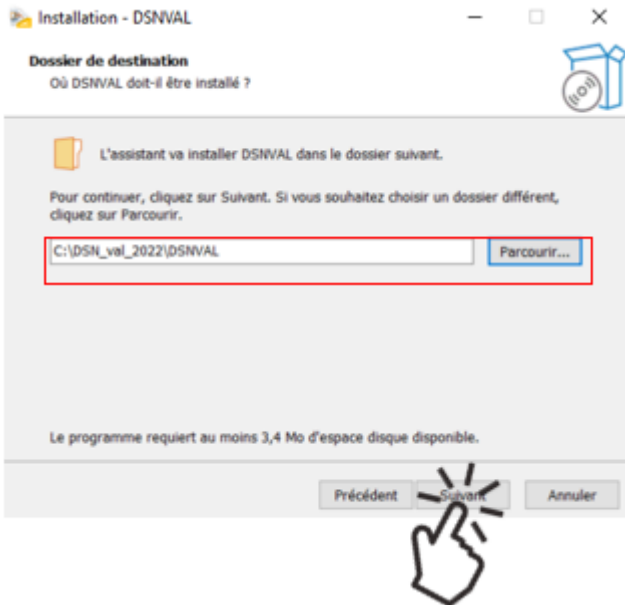 Installation - DSNVAL
Dossier de destination
Où DSNVAL doit-il être installé ?
L'assistant va installer DSNVAL dans le dossier suivant.
Pour continuer, cliquez sur Suivant. Si vous souhaitez choisir un dossier différent,
cliquez sur Parcourir.
C:\DSN_val_2022\DSNVAL
Parcourir...
Le programme requiert au moins 3,4 Mo d'espace disque disponible.
Précédent
Suivant
Annuler